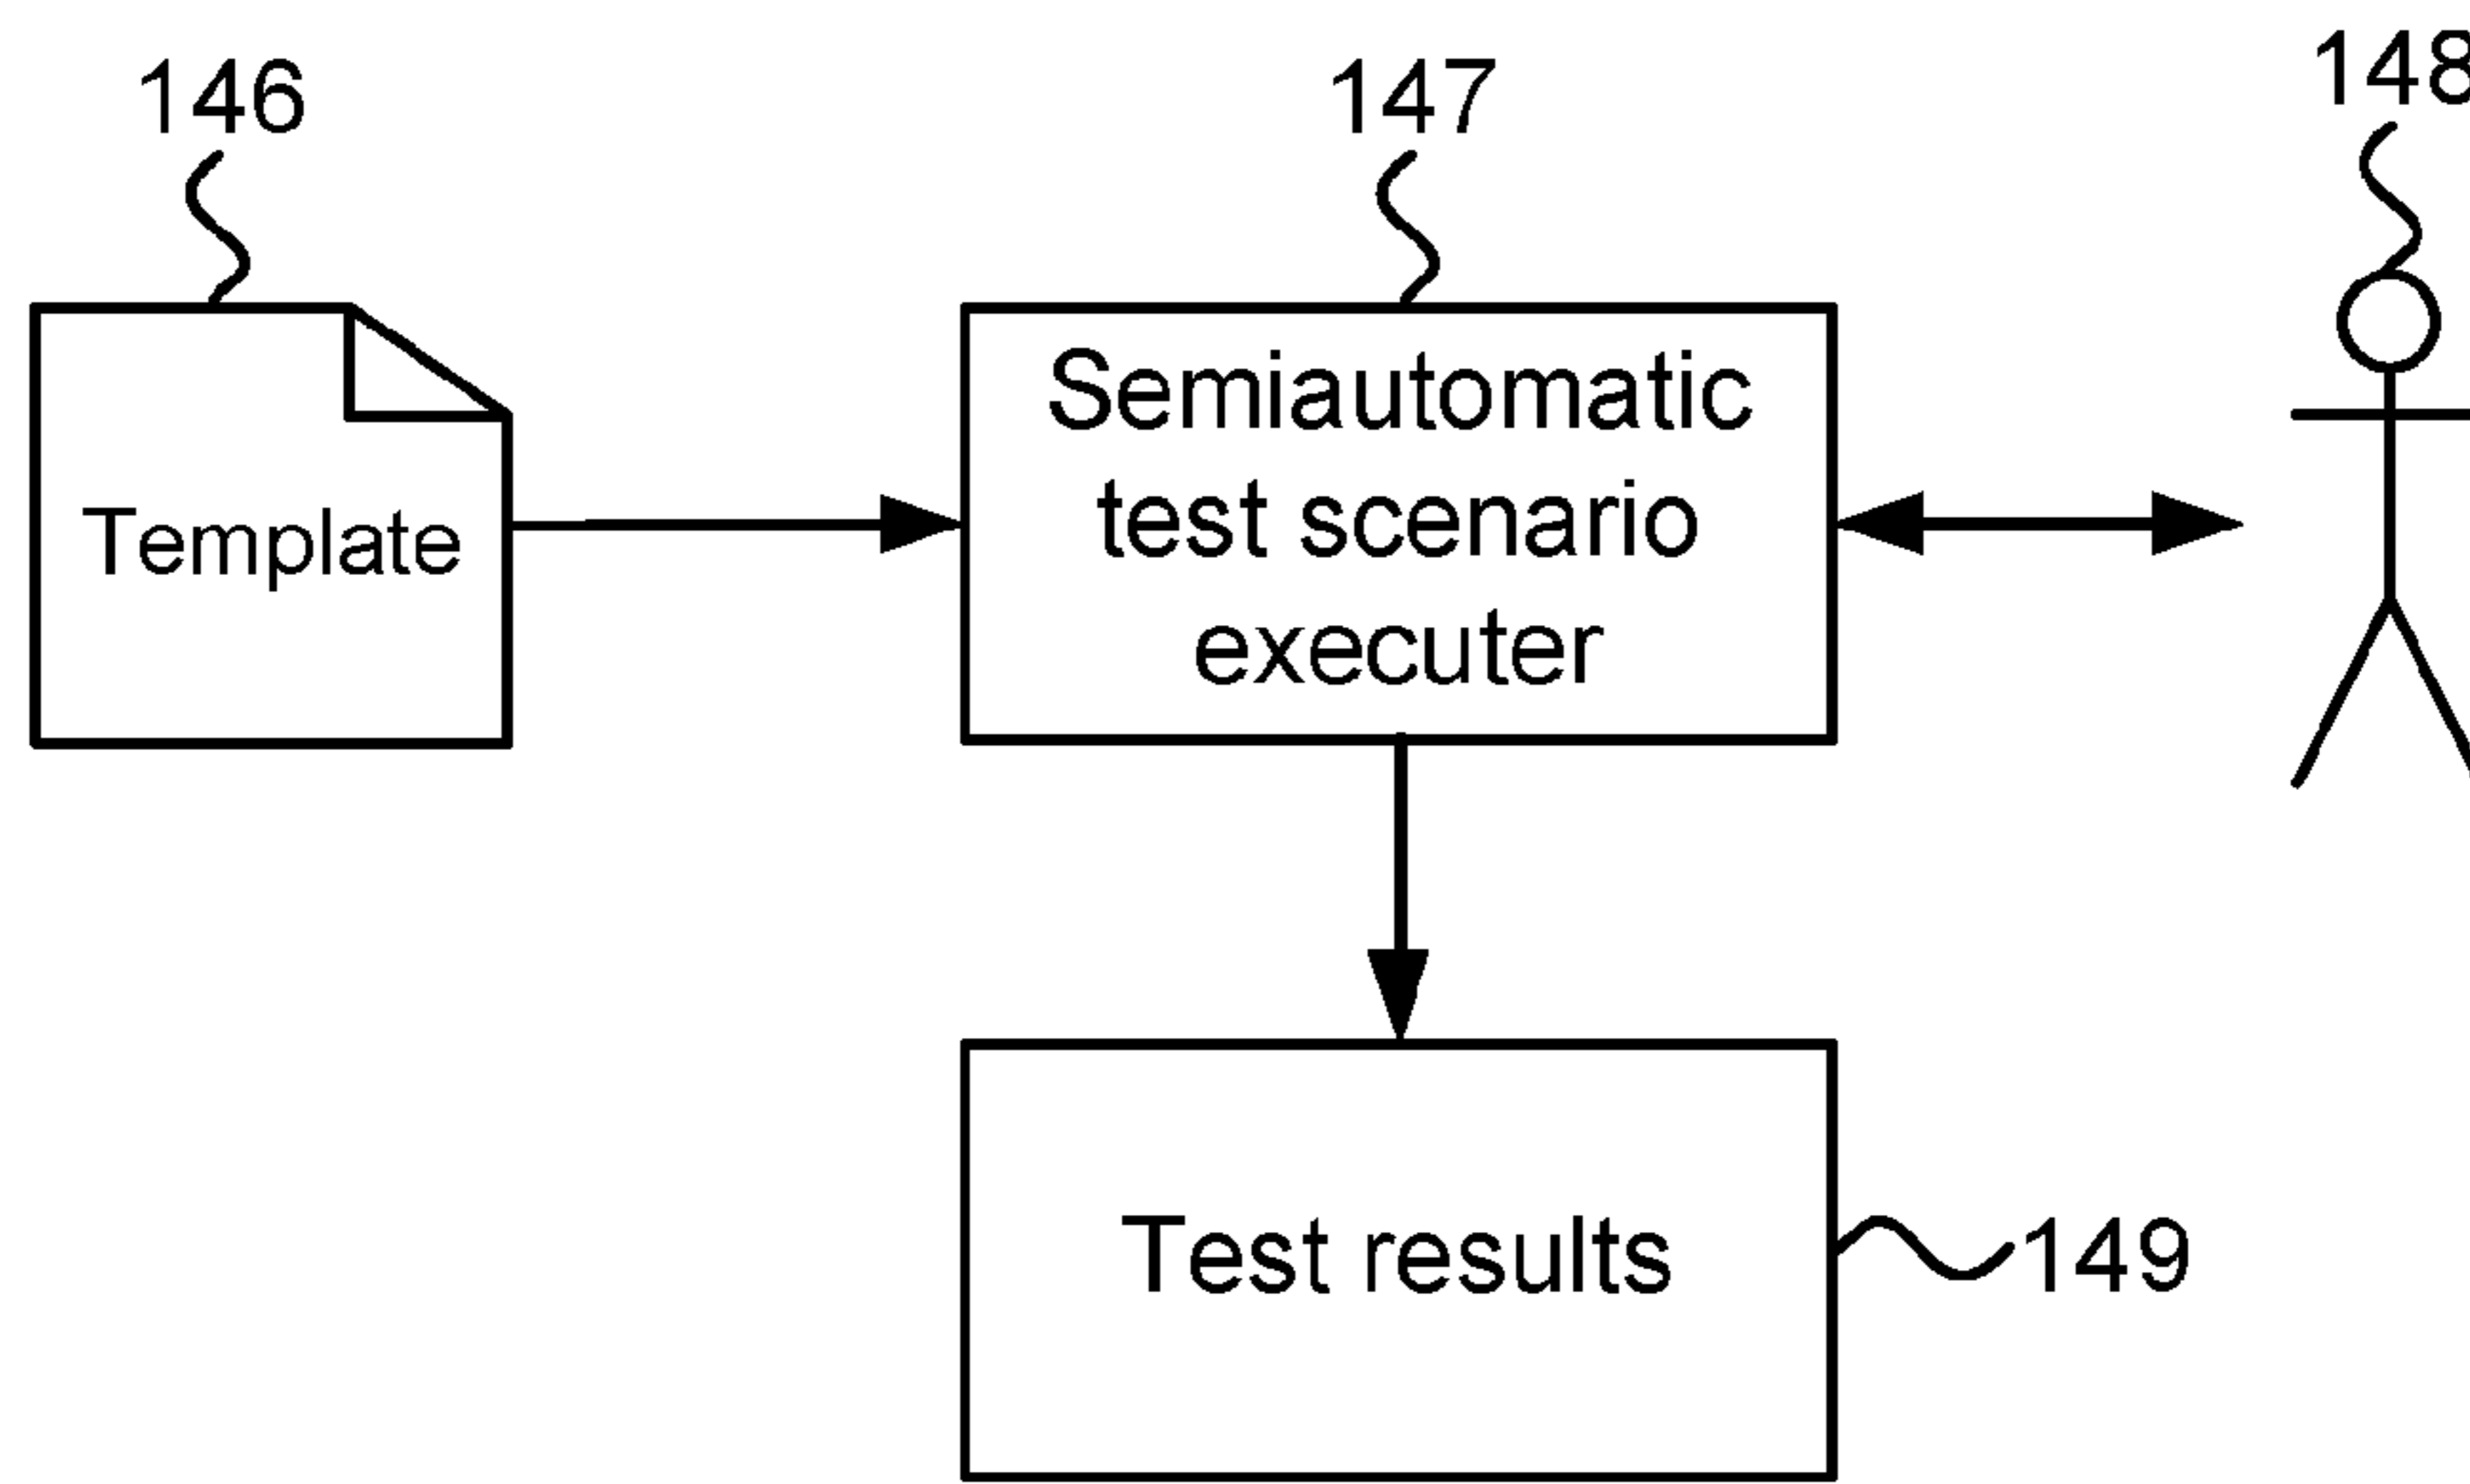 146
147
148
Template
Semiautomatic
test scenario
executer
Test results
149